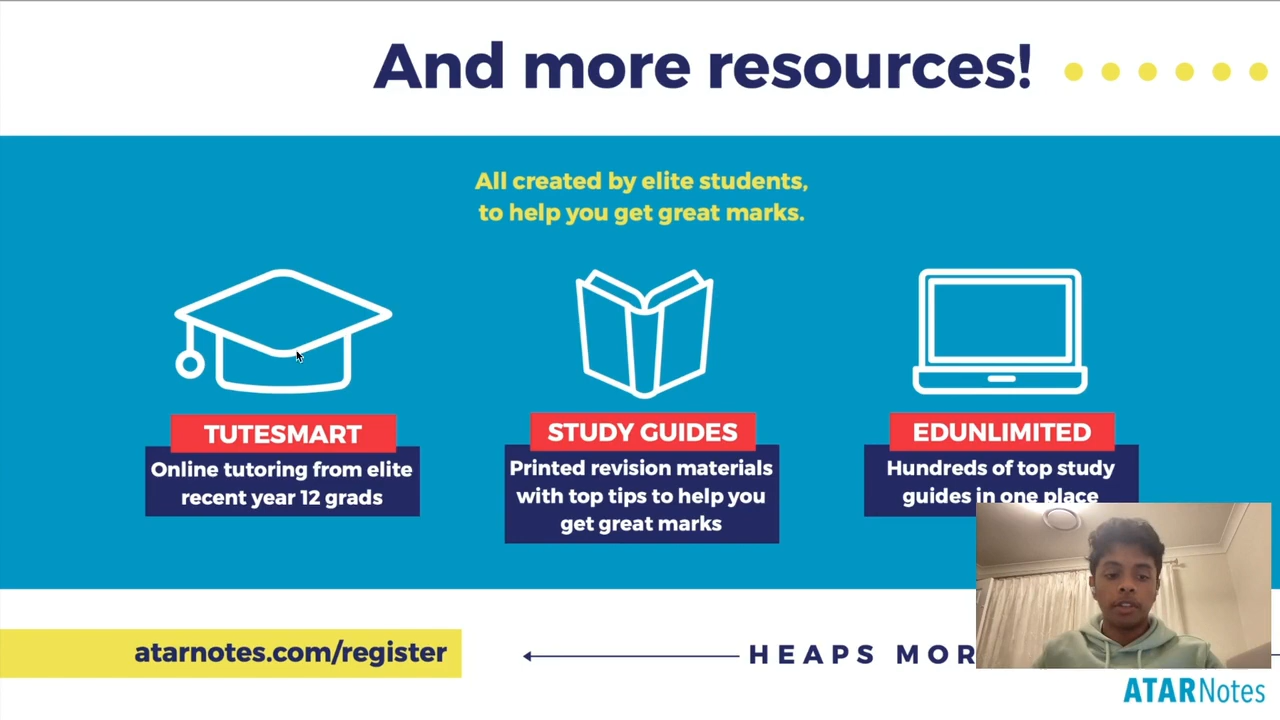 And more resources!
All created by elite students,
to help you get great marks.
TUTESMART
Online tutoring from elite
recent year 12 grads
STUDY GUIDES
Printed revision materials
with top tips to help you
get great marks
EDUNLIMITED
Hundreds of top study
guides in one place
atarnotes.com/register
HEAPS
ATARNotes